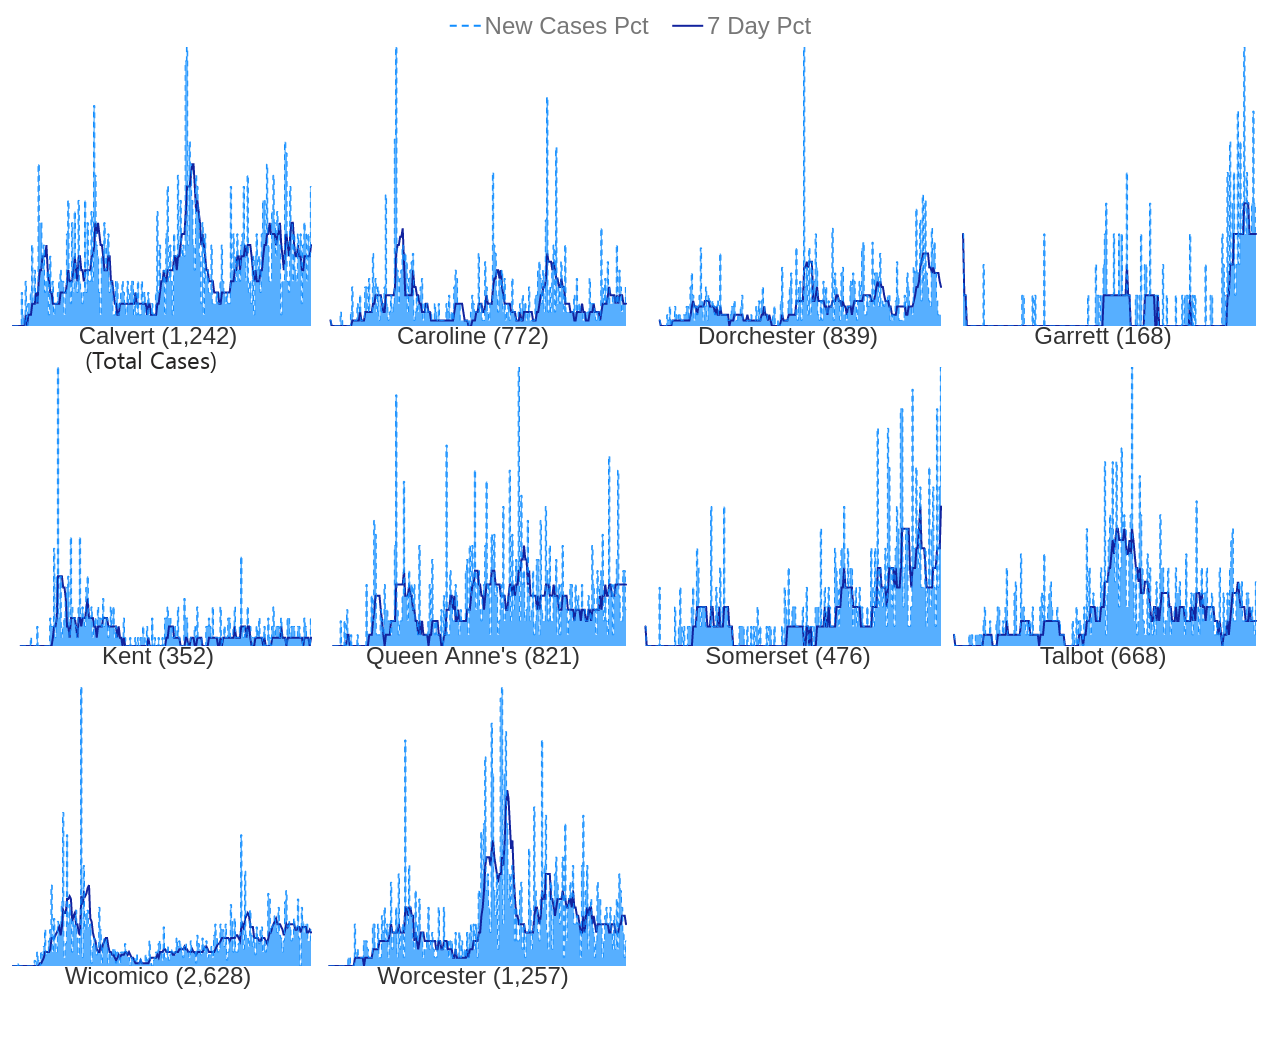 New Cases Pct 7 Day Pct
Calvert (1,242) Caroline (772) Dorchester (839) Garrett (168)
(Total Cases)
Kent (352) Queen Anne's (821) Somerset (476) Talbot (668)
Wicomico (2,628) Worcester (1,257)